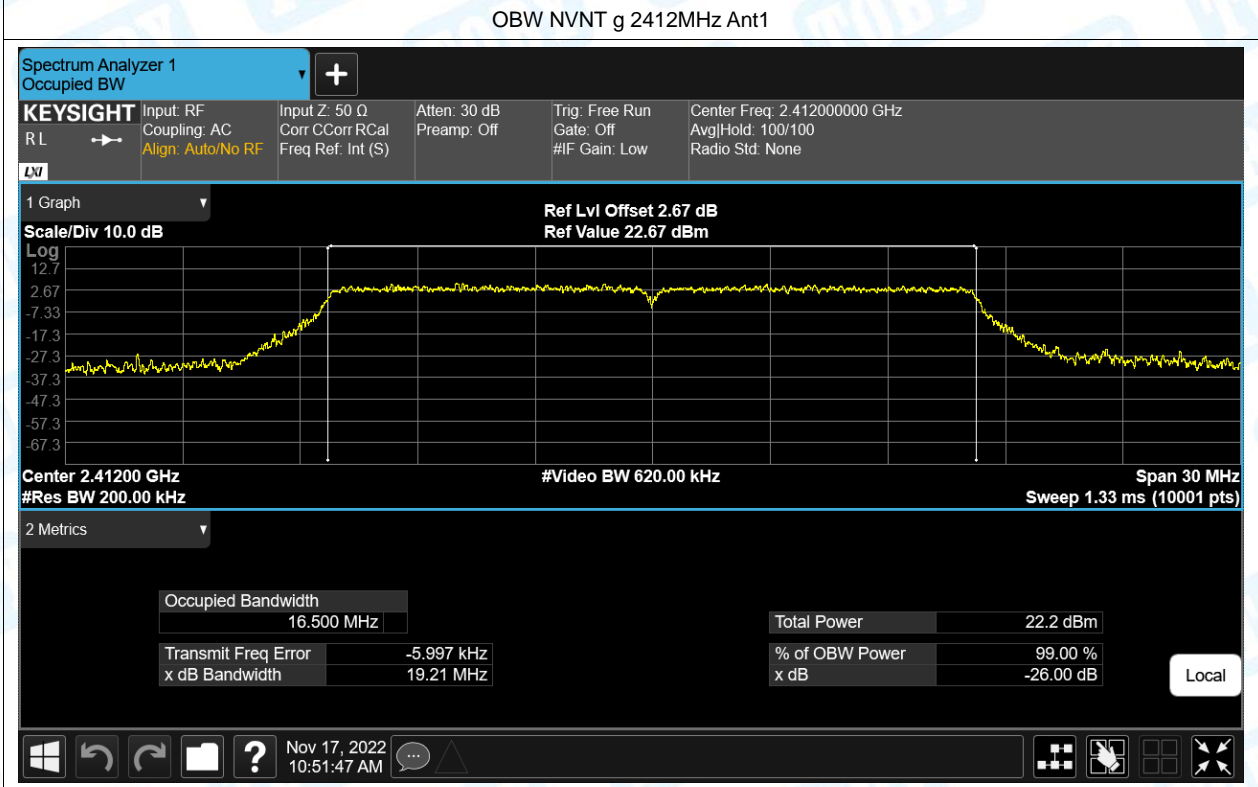 OBW NVNT g 2412MHz Ant1
Spectrum Analyzer 1
Occupied BW
KEYSIGHT
R L
LXI
Input: RF
Coupling: AC
Align: Auto/No RF
Input Z: 50 Ω
Corr CCorr RCal
Freq Ref: Int (S)
Atten: 30 dB
Preamp: Off
Trig: Free Run
Gate: Off
#IF Gain: Low
Center Freq: 2.412000000 GHz
Avg|Hold: 100/100
Radio Std: None
1 Graph
Scale/Div 10.0 dB
Ref Lvl Offset 2.67 dB
Ref Value 22.67 dBm
Log
12.7
2.67
-7.33
-17.3
-27.3
-37.3
-47.3
-57.3
-67.3
Center 2.41200 GHz
#Video BW 620.00 kHz
Span 30 MHz
#Res BW 200.00 kHz
Sweep 1.33 ms (10001 pts)
2 Metrics
Occupied Bandwidth
16.500 MHz
Total Power 22.2 dBm
Transmit Freq Error -5.997 kHz
% of OBW Power 99.00 %
x dB Bandwidth 19.21 MHz
x dB -26.00 dB
Local
?
Nov 17, 2022
10:51:47 AM